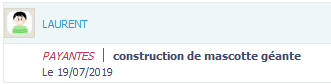 LAURENT
PAYANTES | construction de mascotte géante
Le 19/07/2019